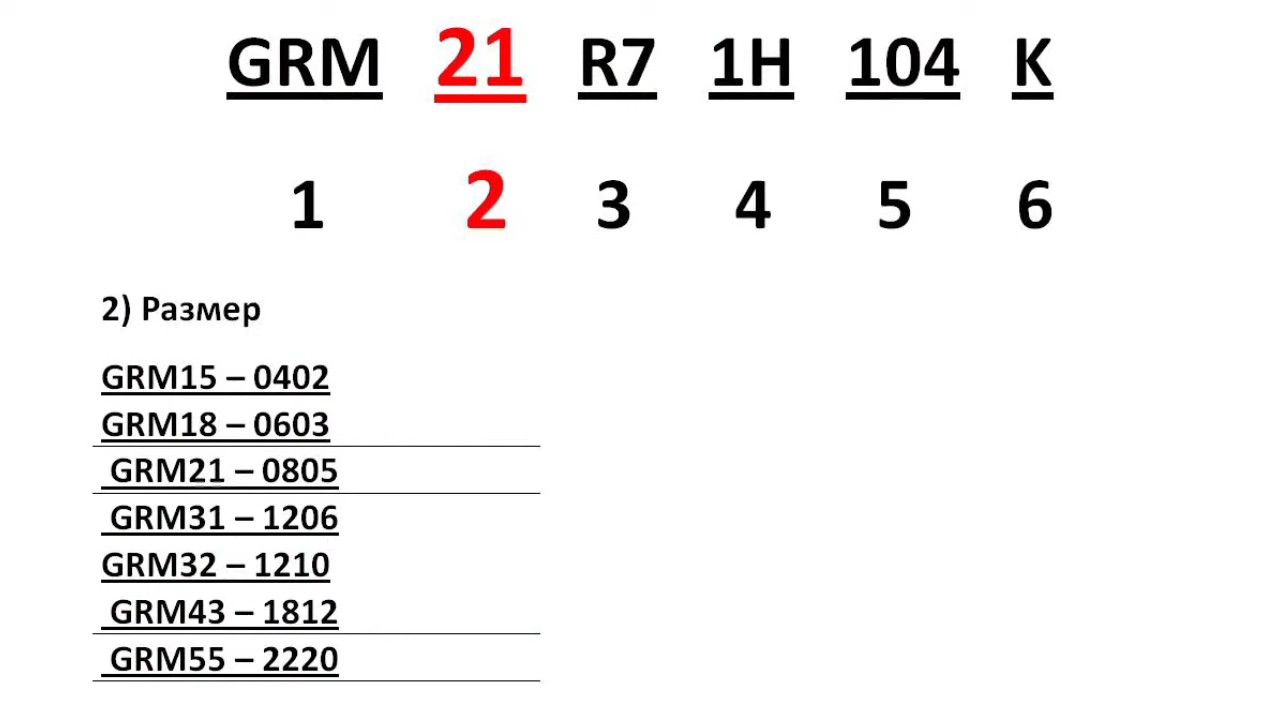 GRM 21 R7 1H 104 K
1 2 3 4 5 6
2) Размер
GRM15 – 0402
GRM18 – 0603
GRM21 – 0805
GRM31 – 1206
GRM32 – 1210
GRM43 – 1812
GRM55 – 2220